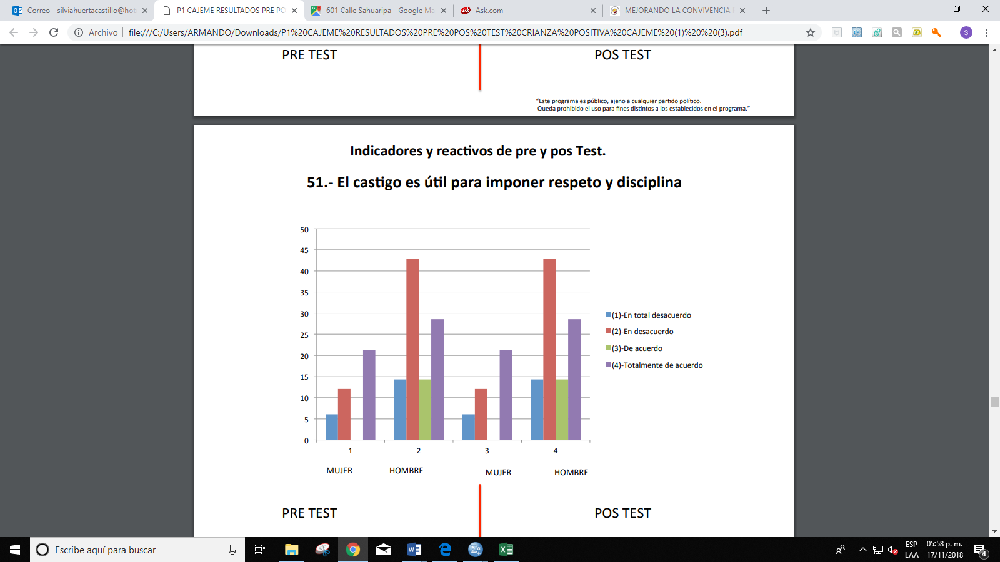 Correo - silviahuertacastillo@hot
P1 CAJEME RESULTADOS PRE PO
601 Calle Sahuaripa - Google Ma
Ask.com
MEJORANDO LA CONVIVENCIA
Archivo
file:///C:/Users/ARMANDO/Downloads/P1%20CAJEME%20RESULTADOS%20PRE%20POS%20TEST%20CRIANZA%20POSITIVA%20CAJEME%20(1)%20%20(3).pdf
S
PRE TEST
POS TEST
“Este programa es público, ajeno a cualquier partido político.
Queda prohibido el uso para fines distintos a los establecidos en el programa.”
Indicadores y reactivos de pre y pos Test.
51.- El castigo es útil para imponer respeto y disciplina
50
45
40
35
30
25
20
15
10
5
0
1
2
3
4
MUJER
HOMBRE
MUJER
HOMBRE
(1)-En total desacuerdo
(2)-En desacuerdo
(3)-De acuerdo
(4)-Totalmente de acuerdo
PRE TEST
POS TEST
Escribe aquí para buscar
ESP
LAA
05:58 p. m.
17/11/2018
4